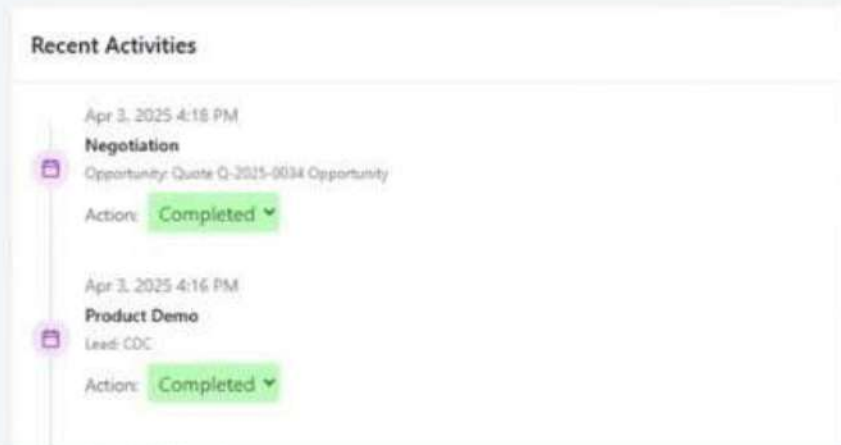 Recent Activities
Apr 3, 2025 4:18 PM
Negotiation
Opportunity: Quote Q-2025-0034 Opportunity
Action: Completed
Apr 3, 2025 4:16 PM
Product Demo
Lead: CDC
Action: Completed